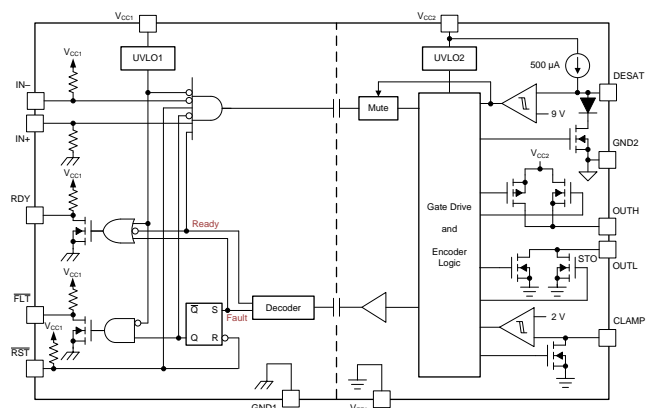 VCC1
VCC2
UVLO1
UVLO2
500 µA
VCC1
IN–
IN+
DESAT
Mute
9 V
GND2
VCC1
RDY
Ready
VCC2
Gate Drive
and
Encoder
Logic
OUTH
STO
OUTL
VCC1
FLT
Q S
Fault
Decoder
2 V
CLAMP
VCC1
Q R
RST
GND1